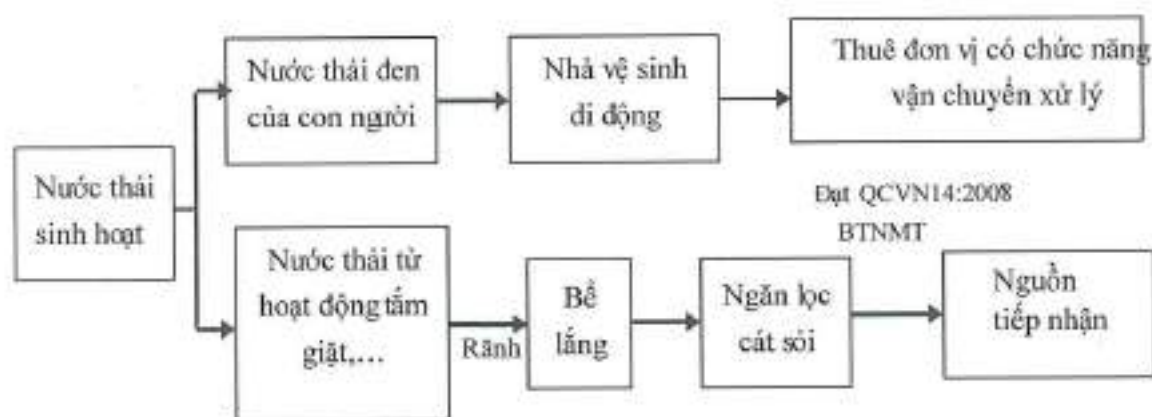 Nước thải
sinh hoạt
Nước thải đen
của con người
Nhà vệ sinh
di động
Thuê đơn vị có chức năng
vận chuyển xử lý
Nước thải từ
hoạt động tắm
giặt,...
Rãnh
Bể
lắng
Ngăn lọc
cát sỏi
Đạt QCVN14:2008
BTNMT
Nguồn
tiếp nhận